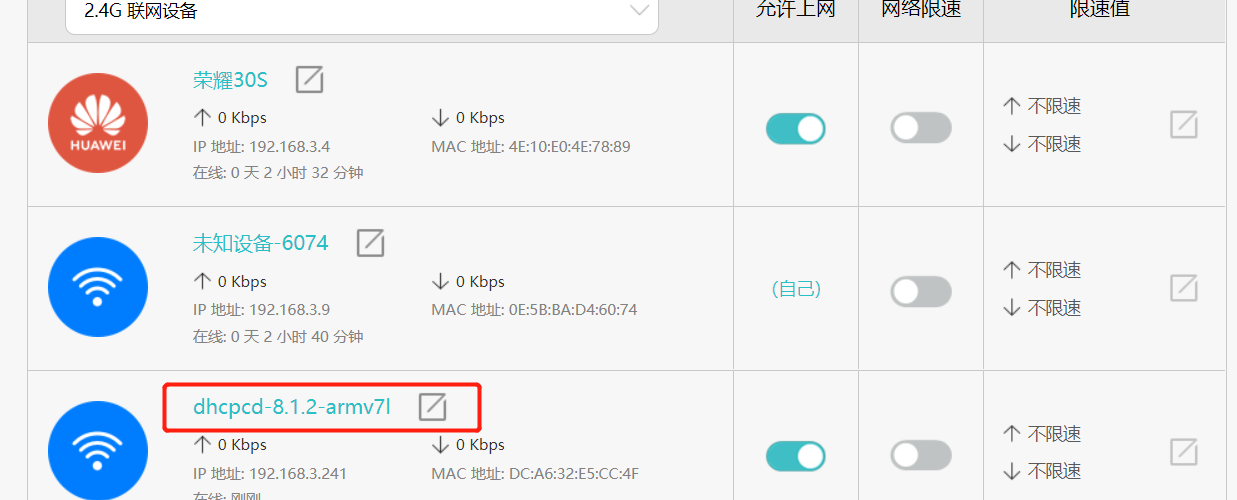 2.4G 联网设备
允许上网 网络限速 限速值
荣耀30S
HUAWEI
0 Kbps 0 Kbps
IP 地址: 192.168.3.4 MAC 地址: 4E:10:E0:4E:78:89
在线: 0 天 2 小时 32 分钟
不限速
不限速
未知设备-6074
0 Kbps 0 Kbps
IP 地址: 192.168.3.9 MAC 地址: 0E:5B:BA:D4:60:74
在线: 0 天 2 小时 40 分钟
(自己)
不限速
不限速
dhcpcd-8.1.2-armv7l
0 Kbps 0 Kbps
IP 地址: 192.168.3.241 MAC 地址: DC:A6:32:E5:CC:4F
在线: 刚刚
不限速
不限速